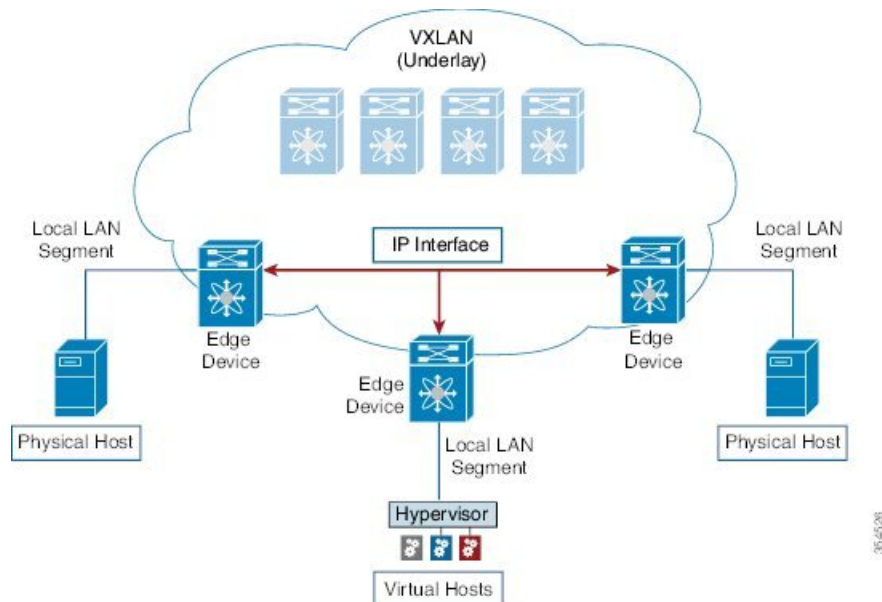 VXLAN
(Underlay)
Local LAN
Segment
IP Interface
Local LAN
Segment
Edge
Device
Edge
Device
Edge
Device
Physical Host
Local LAN
Segment
Physical Host
Hypervisor
Virtual Hosts
354526